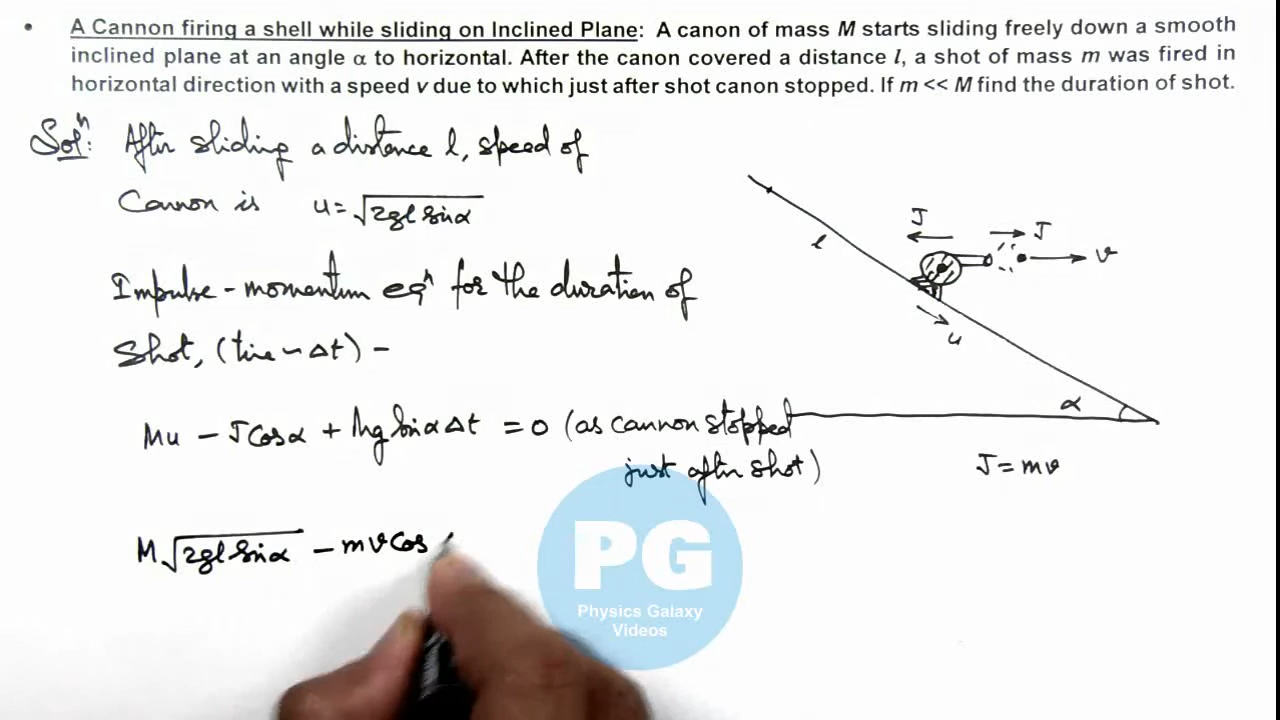 • A Cannon firing a shell while sliding on Inclined Plane: A canon of mass M starts sliding freely down a smooth
inclined plane at an angle α to horizontal. After the canon covered a distance l, a shot of mass m was fired in
horizontal direction with a speed v due to which just after shot canon stopped. If m << M find the duration of shot.
Solⁿ: After sliding a distance l, speed of
Cannon is u = √2gl sinα
Impulse - momentum eqⁿ for the duration of
Shot, (time ~ Δt) -
Mu - J cosα + Mg sinα Δt = 0 (as cannon stopped
just after shot)
M√2gl sinα - mv cos
J
J
v
l
u
α
J = mv
PG
Physics Galaxy
Videos